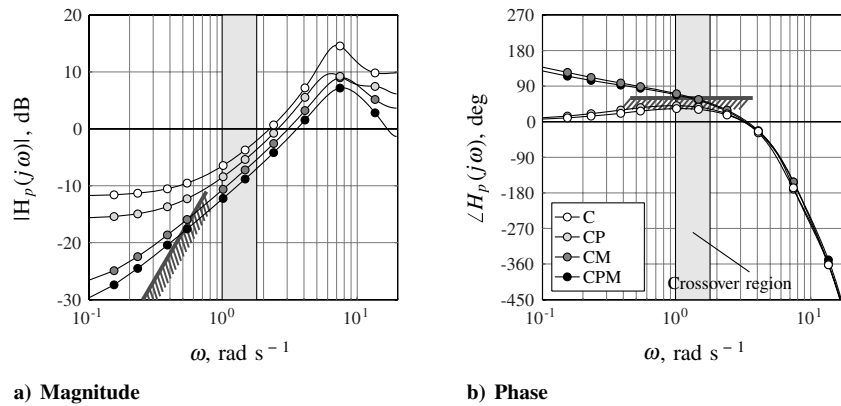 20
10
0
-10
-20
-30
|H_p(jω)|, dB
10^-1
10^0
10^1
ω, rad s^−1
a) Magnitude
270
180
90
0
-90
-180
-270
-360
-450
∠H_p(jω), deg
C
CP
CM
CPM
Crossover region
10^-1
10^0
10^1
ω, rad s^−1
b) Phase